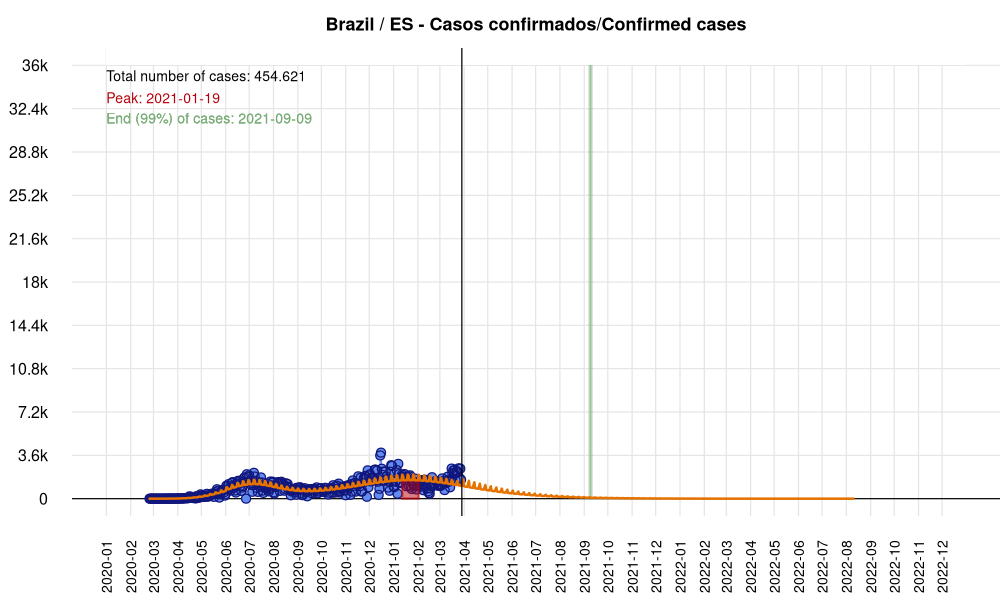 Brazil / ES - Casos confirmados/Confirmed cases
Total number of cases: 454.621
Peak: 2021-01-19
End (99%) of cases: 2021-09-09
36k
32.4k
28.8k
25.2k
21.6k
18k
14.4k
10.8k
7.2k
3.6k
0
2020-01
2020-02
2020-03
2020-04
2020-05
2020-06
2020-07
2020-08
2020-09
2020-10
2020-11
2020-12
2021-01
2021-02
2021-03
2021-04
2021-05
2021-06
2021-07
2021-08
2021-09
2021-10
2021-11
2021-12
2022-01
2022-02
2022-03
2022-04
2022-05
2022-06
2022-07
2022-08
2022-09
2022-10
2022-11
2022-12